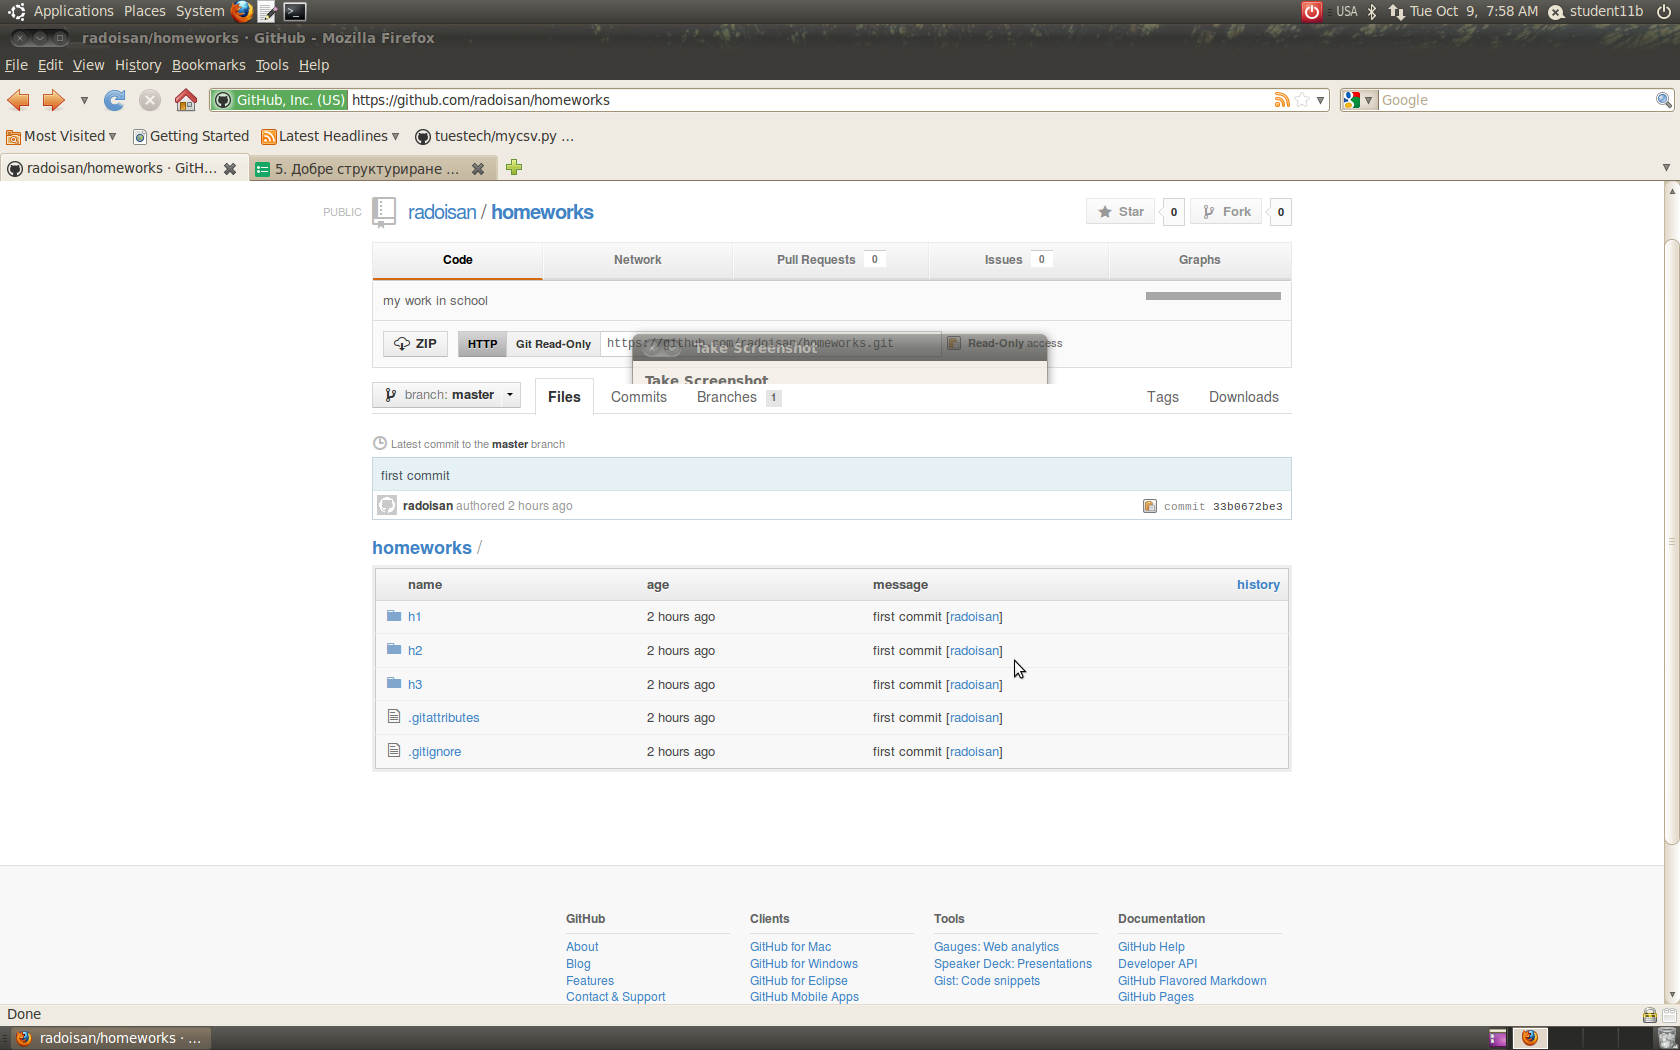 Applications Places System USA Tue Oct 9, 7:58 AM student11b
radoisan/homeworks · GitHub - Mozilla Firefox
File Edit View History Bookmarks Tools Help
GitHub, Inc. (US) https://github.com/radoisan/homeworks Google
Most Visited Getting Started Latest Headlines tuestech/mycsv.py ...
radoisan/homeworks · GitH... 5. Добре структуриране ...
PUBLIC radoisan / homeworks Star 0 Fork 0
Code Network Pull Requests 0 Issues 0 Graphs
my work in school
ZIP HTTP Git Read-Only https://github.com/radoisan/homeworks.git Read-Only access
Take Screenshot
Take Screenshot
branch: master Files Commits Branches 1 Tags Downloads
Latest commit to the master branch
first commit
radoisan authored 2 hours ago commit 33b0672be3
homeworks /
name age message history
h1 2 hours ago first commit [radoisan]
h2 2 hours ago first commit [radoisan]
h3 2 hours ago first commit [radoisan]
.gitattributes 2 hours ago first commit [radoisan]
.gitignore 2 hours ago first commit [radoisan]
GitHub Clients Tools Documentation
About GitHub for Mac Gauges: Web analytics GitHub Help
Blog GitHub for Windows Speaker Deck: Presentations Developer API
Features GitHub for Eclipse Gist: Code snippets GitHub Flavored Markdown
Contact & Support GitHub Mobile Apps GitHub Pages
Done
radoisan/homeworks · ...